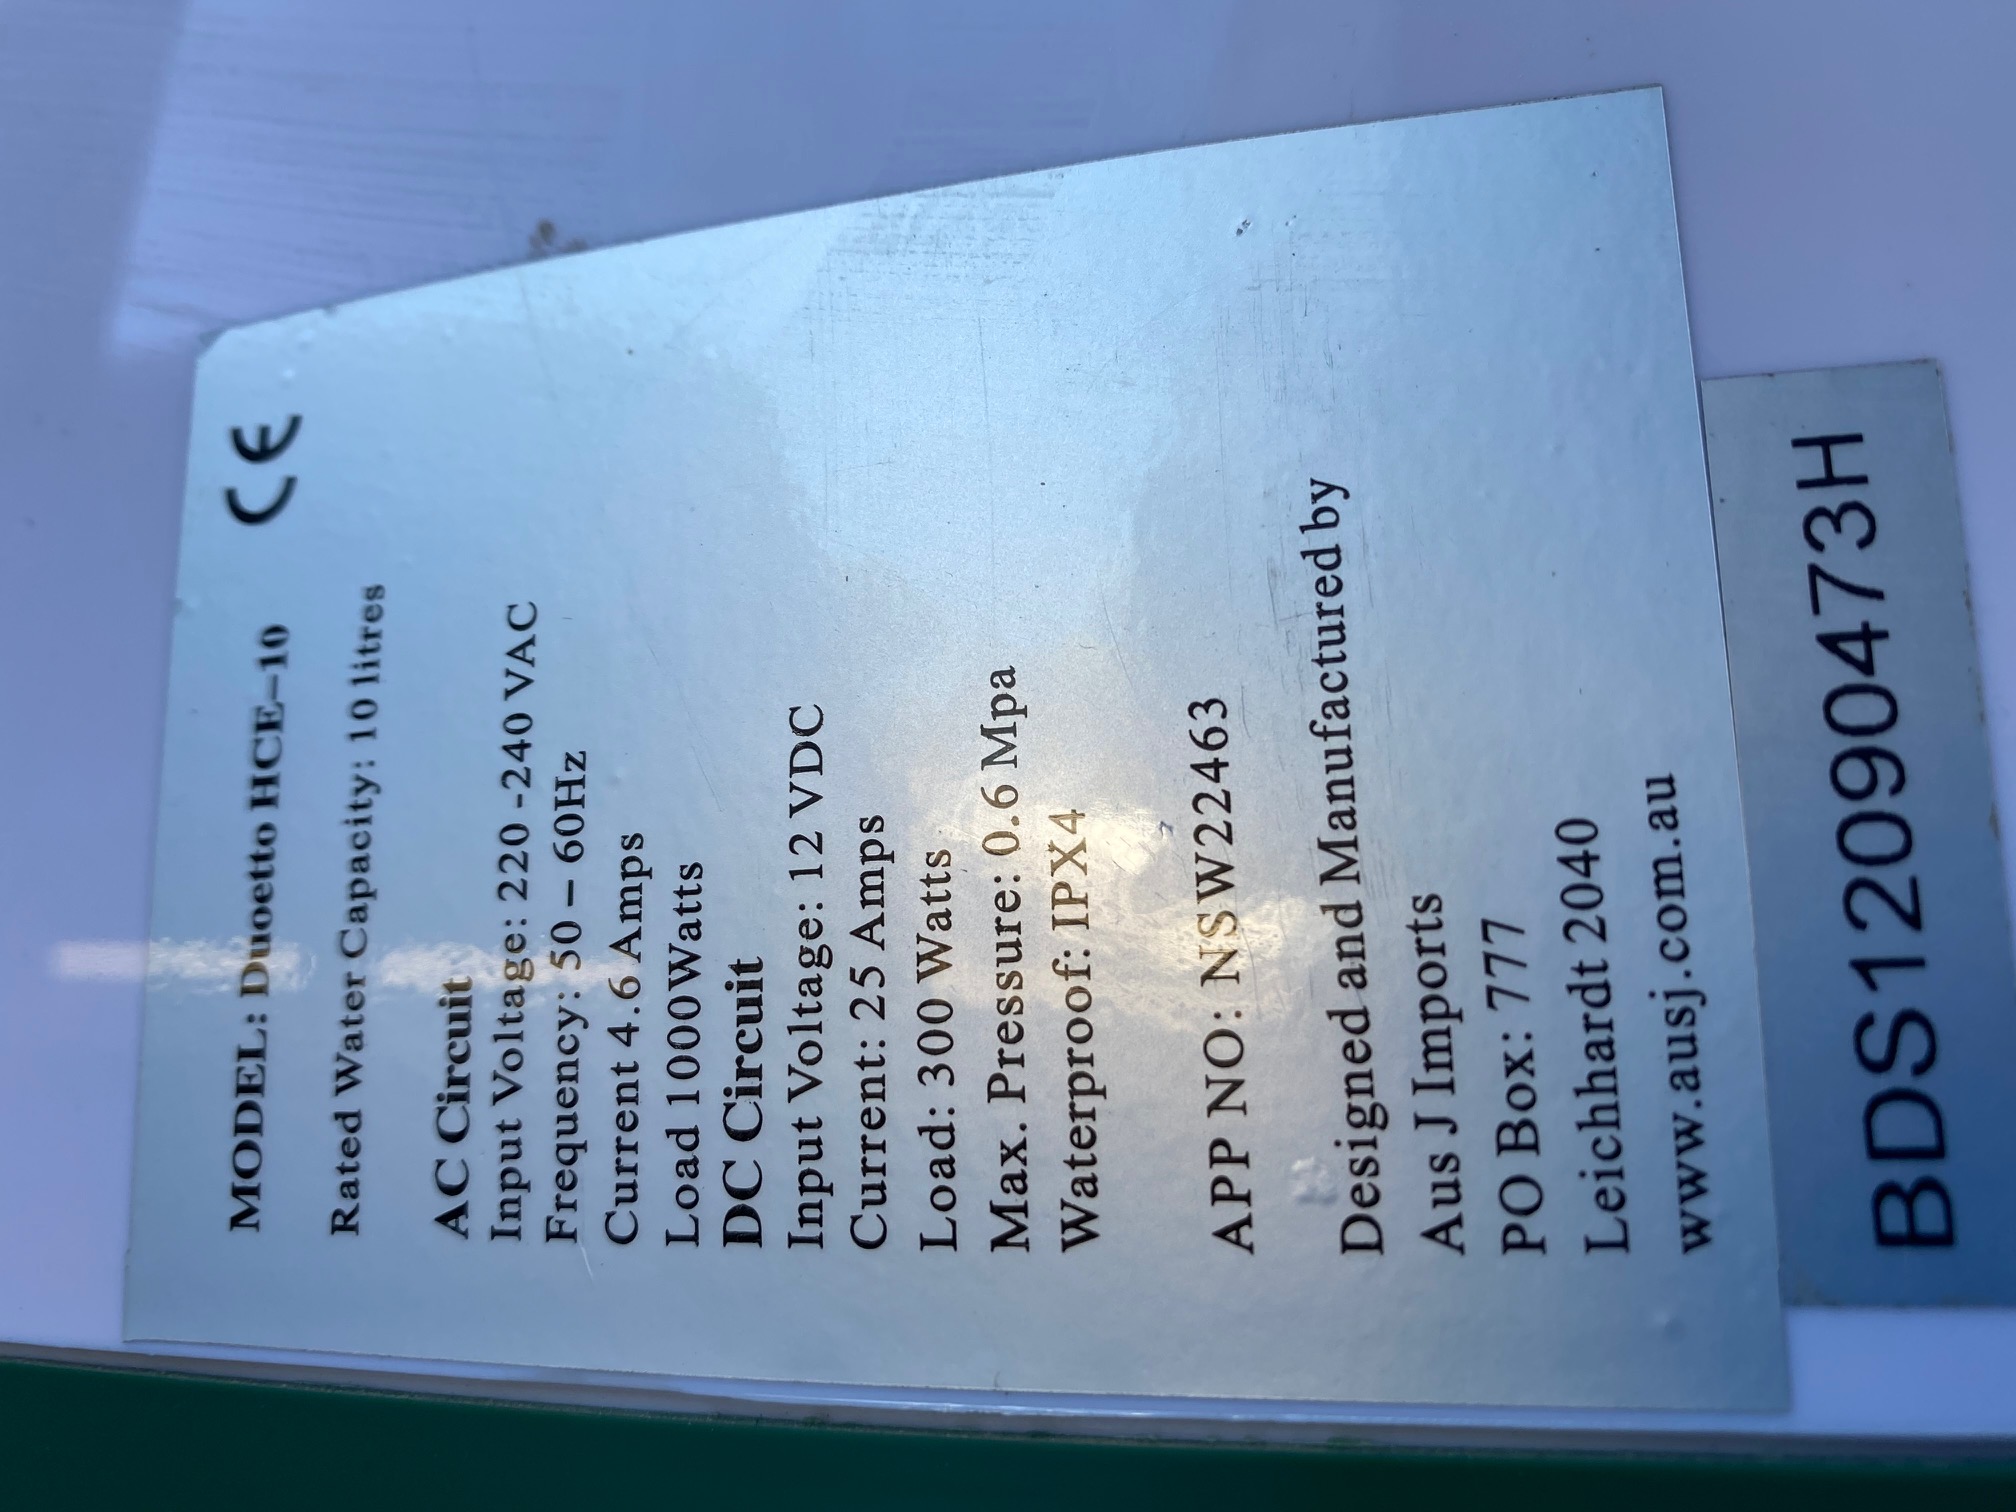 CE
MODEL: Duoetto HCE-10
Rated Water Capacity: 10 litres
AC Circuit
Input Voltage: 220 -240 VAC
Frequency: 50 – 60Hz
Current 4.6 Amps
Load 1000Watts
DC Circuit
Input Voltage: 12 VDC
Current: 25 Amps
Load: 300 Watts
Max. Pressure: 0.6 Mpa
Waterproof: IPX4
APP NO: NSW22463
Designed and Manufactured by
Aus J Imports
PO Box: 777
Leichhardt 2040
www.ausj.com.au
BDS12090473H